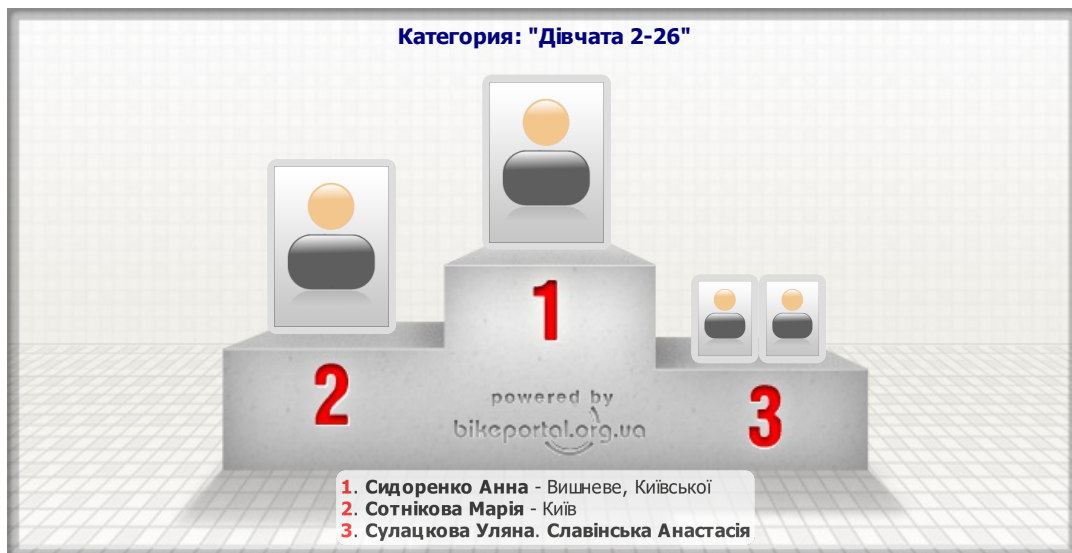 Категория: "Дівчата 2-26"
1
2
3
powered by
bikeportal.org.ua
1. Сидоренко Анна - Вишневе, Київської
2. Сотнікова Марія - Київ
3. Сулацкова Уляна. Славінська Анастасія